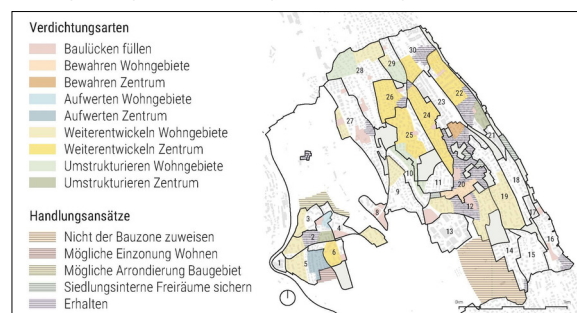 Verdichtungsarten
Baulücken füllen
Bewahren Wohngebiete
Bewahren Zentrum
Aufwerten Wohngebiete
Aufwerten Zentrum
Weiterentwickeln Wohngebiete
Weiterentwickeln Zentrum
Umstrukturieren Wohngebiete
Umstrukturieren Zentrum
Handlungsansätze
Nicht der Bauzone zuweisen
Mögliche Einzonung Wohnen
Mögliche Arrondierung Baugebiet
Siedlungsinterne Freiräume sichern
Erhalten
30
29
28
26
22
23
27
24
25
21
10
11
18
9
20
19
12
8
3
4
2
13
17
16
6
14
15
1
5